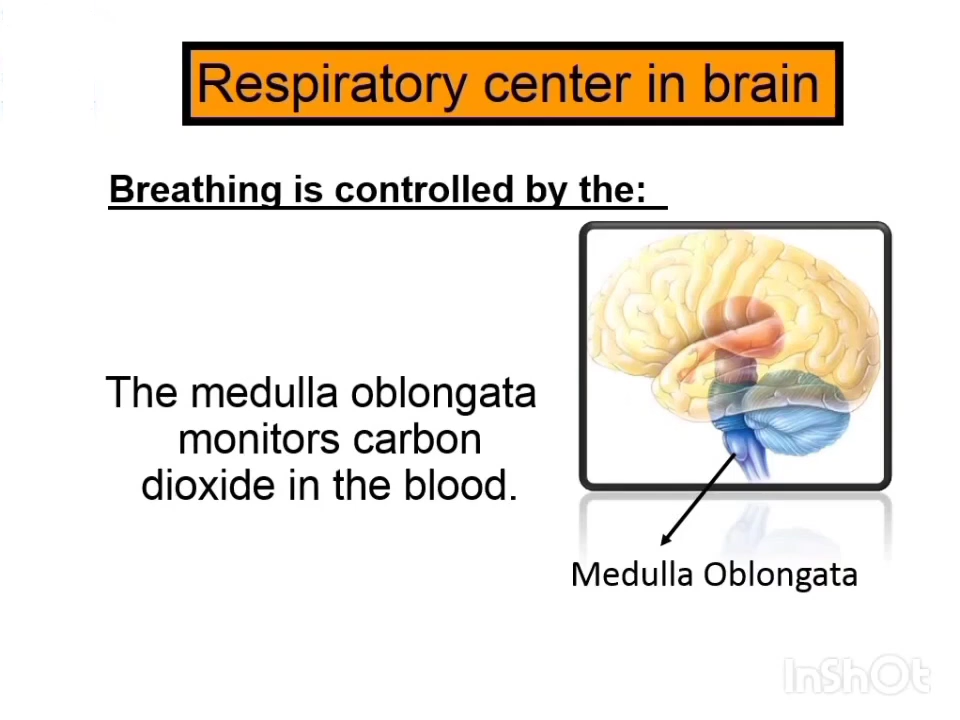 Respiratory center in brain
Breathing is controlled by the:
The medulla oblongata
monitors carbon
dioxide in the blood.
Medulla Oblongata
InShOt